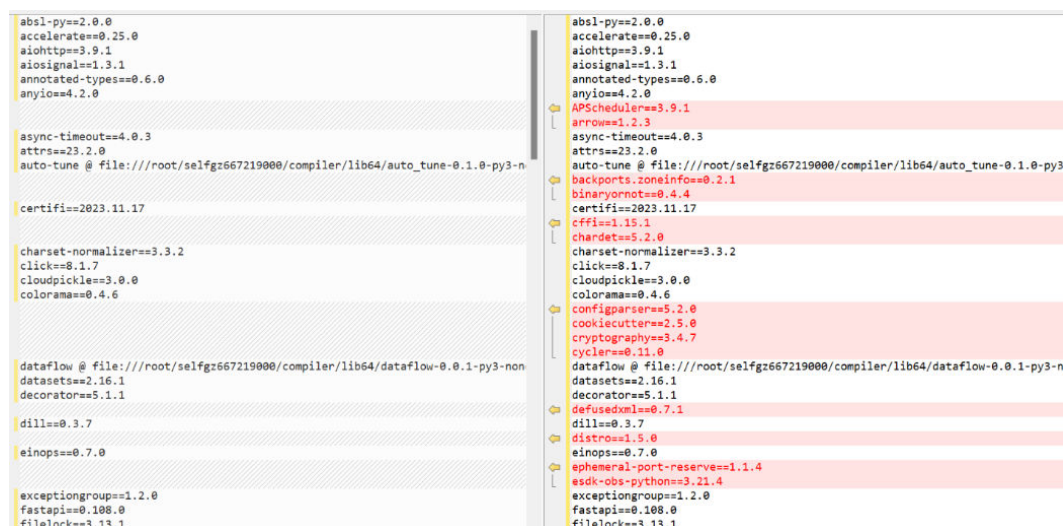 absl-py==2.0.0
accelerate==0.25.0
aiohttp==3.9.1
aiosignal==1.3.1
annotated-types==0.6.0
anyio==4.2.0
async-timeout==4.0.3
attrs==23.2.0
auto-tune @ file:///root/selfgz667219000/compiler/lib64/auto_tune-0.1.0-py3-n
certifi==2023.11.17
charset-normalizer==3.3.2
click==8.1.7
cloudpickle==3.0.0
colorama==0.4.6
dataflow @ file:///root/selfgz667219000/compiler/lib64/dataflow-0.0.1-py3-non
datasets==2.16.1
decorator==5.1.1
dill==0.3.7
einops==0.7.0
exceptiongroup==1.2.0
fastapi==0.108.0
filelock==3.13.1
absl-py==2.0.0
accelerate==0.25.0
aiohttp==3.9.1
aiosignal==1.3.1
annotated-types==0.6.0
anyio==4.2.0
APScheduler==3.9.1
arrow==1.2.3
async-timeout==4.0.3
attrs==23.2.0
auto-tune @ file:///root/selfgz667219000/compiler/lib64/auto_tune-0.1.0-py3
backports.zoneinfo==0.2.1
binaryornot==0.4.4
certifi==2023.11.17
cffi==1.15.1
chardet==5.2.0
charset-normalizer==3.3.2
click==8.1.7
cloudpickle==3.0.0
colorama==0.4.6
configparser==5.2.0
cookiecutter==2.5.0
cryptography==3.4.7
cycler==0.11.0
dataflow @ file:///root/selfgz667219000/compiler/lib64/dataflow-0.0.1-py3-n
datasets==2.16.1
decorator==5.1.1
defusedxml==0.7.1
dill==0.3.7
distro==1.5.0
einops==0.7.0
ephemeral-port-reserve==1.1.4
esdk-obs-python==3.21.4
exceptiongroup==1.2.0
fastapi==0.108.0
filelock==3.13.1